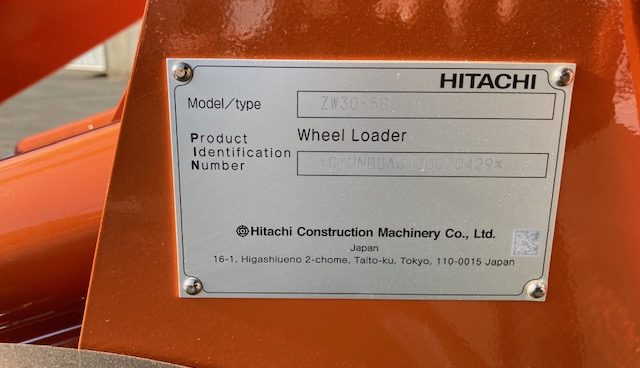 HITACHI
Model/type ZW30-5B
Product Wheel Loader
Identification
Number
Hitachi Construction Machinery Co., Ltd.
Japan
16-1, Higashiueno 2-chome, Taito-ku, Tokyo, 110-0015 Japan